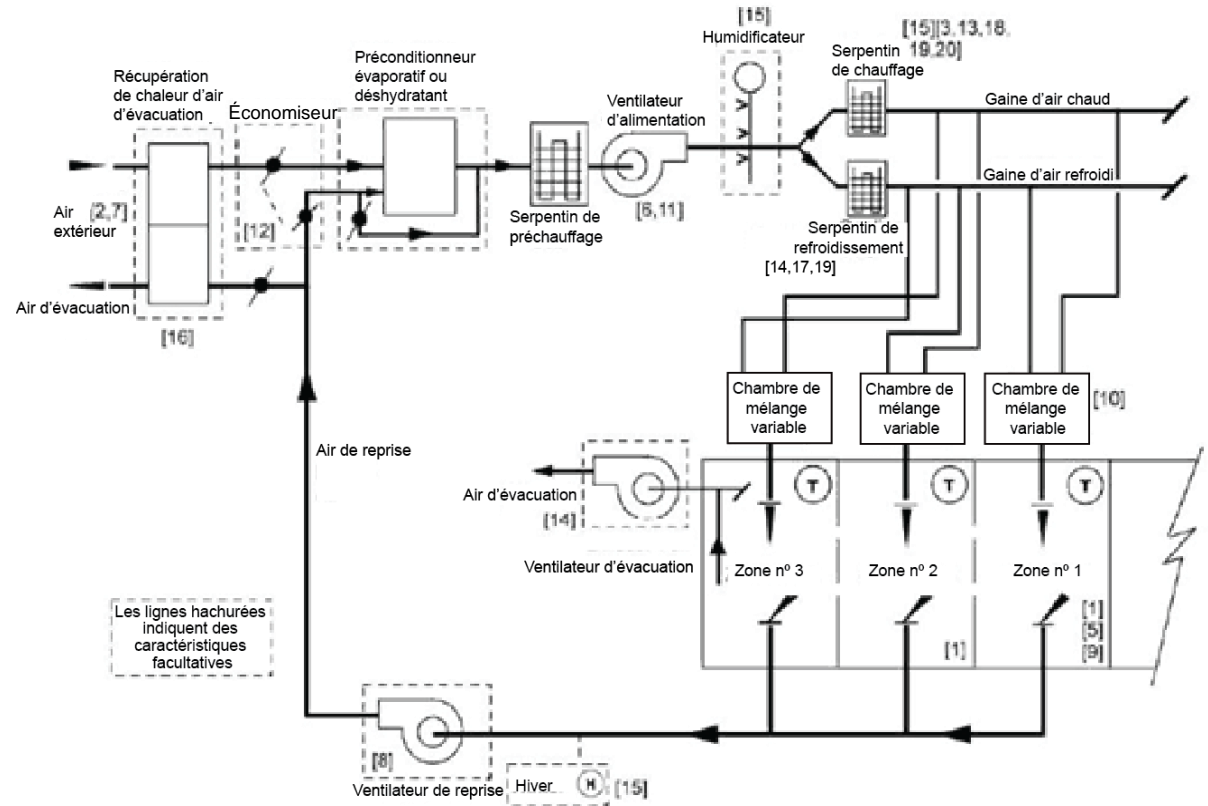 [15]
Humidificateur
[15][3,13,18,
19,20]
Serpentin
de chauffage
Préconditionneur
évaporatif ou
déshydratant
Récupération
de chaleur d'air
d'évacuation
Économiseur
Ventilateur
d'alimentation
Gaine d'air chaud
Gaine d'air refroidi
Air
extérieur
[2,7]
[12]
Serpentin de
préchauffage
[6,11]
Serpentin de
refroidissement
[14,17,19]
Air d'évacuation
[16]
Chambre de
mélange
variable
Chambre de
mélange
variable
Chambre de
mélange
variable
[10]
Air de reprise
T
T
T
Air d'évacuation
[14]
Ventilateur d'évacuation
Zone nº 3
Zone nº 2
Zone nº 1
[1]
[1]
[5]
[9]
Les lignes hachurées
indiquent des
caractéristiques
facultatives
[8]
Ventilateur de reprise
Hiver
H
[15]